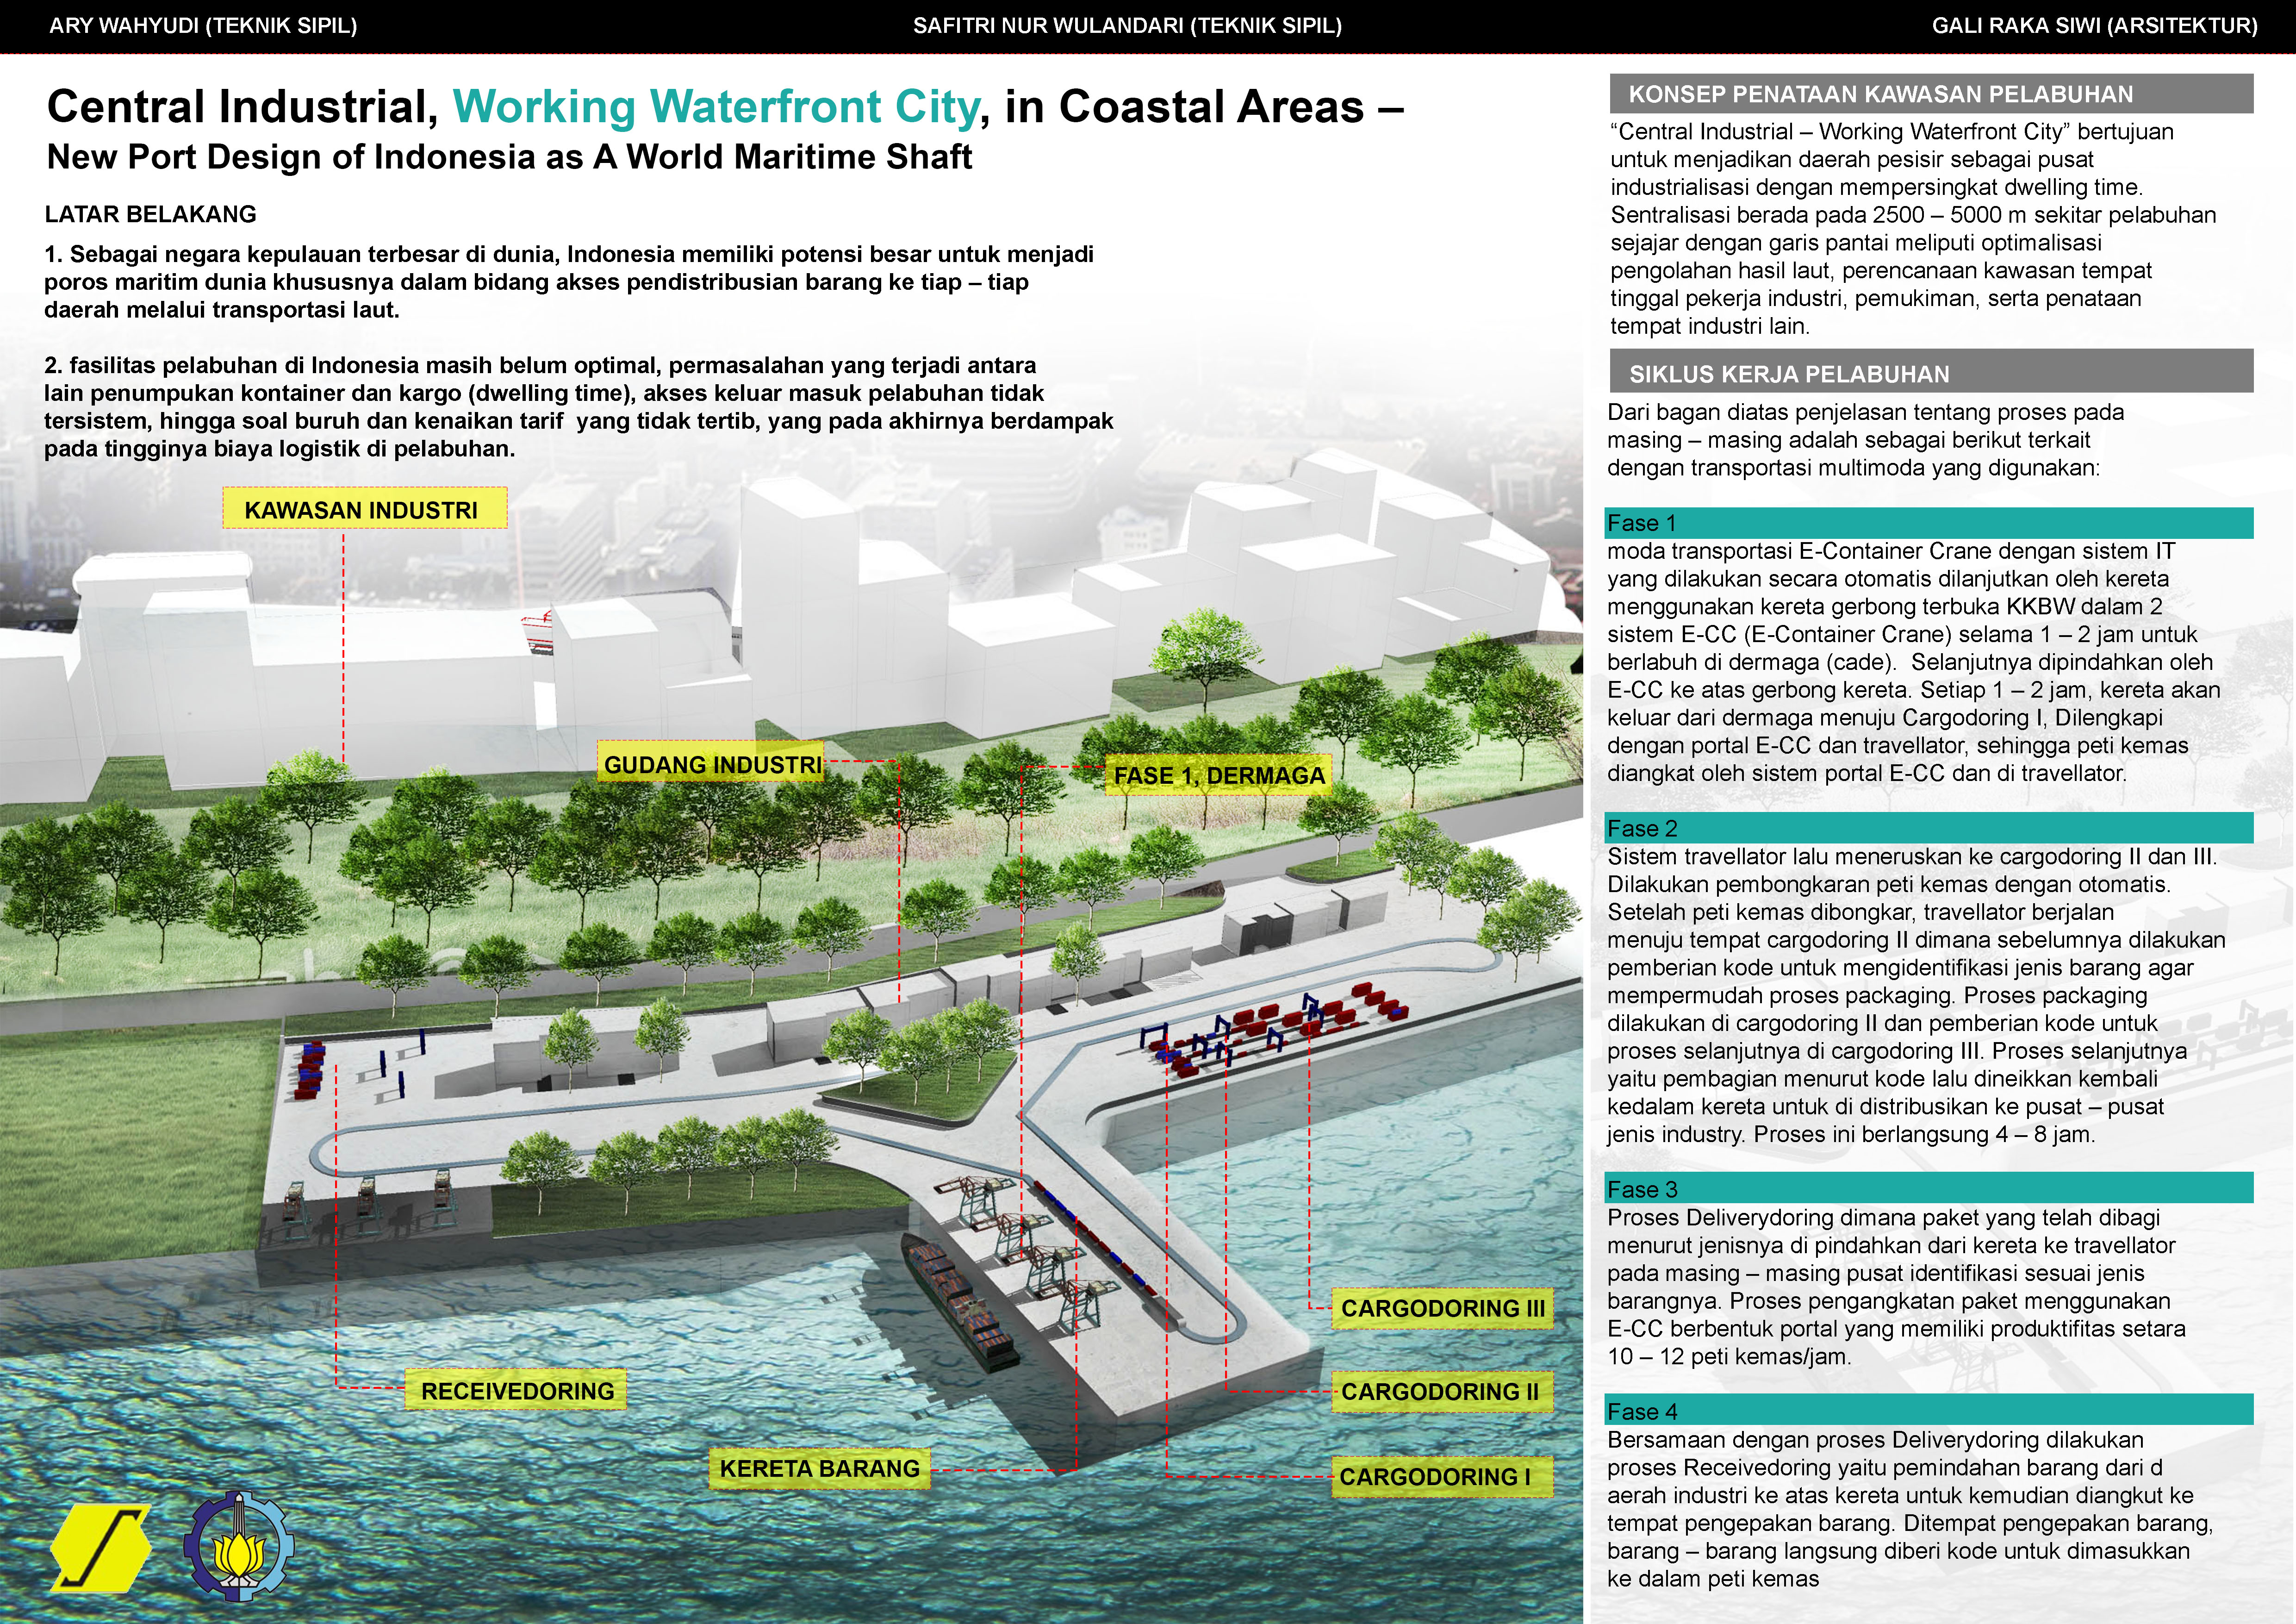 ARY WAHYUDI (TEKNIK SIPIL)
SAFITRI NUR WULANDARI (TEKNIK SIPIL)
GALI RAKA SIWI (ARSITEKTUR)
Central Industrial, Working Waterfront City, in Coastal Areas –
New Port Design of Indonesia as A World Maritime Shaft
LATAR BELAKANG
1. Sebagai negara kepulauan terbesar di dunia, Indonesia memiliki potensi besar untuk menjadi
poros maritim dunia khususnya dalam bidang akses pendistribusian barang ke tiap – tiap
daerah melalui transportasi laut.
2. fasilitas pelabuhan di Indonesia masih belum optimal, permasalahan yang terjadi antara
lain penumpukan kontainer dan kargo (dwelling time), akses keluar masuk pelabuhan tidak
tersistem, hingga soal buruh dan kenaikan tarif  yang tidak tertib, yang pada akhirnya berdampak
pada tingginya biaya logistik di pelabuhan.
KAWASAN INDUSTRI
GUDANG INDUSTRI
FASE 1, DERMAGA
CARGODORING III
RECEIVEDORING
CARGODORING II
KERETA BARANG
CARGODORING I
KONSEP PENATAAN KAWASAN PELABUHAN
“Central Industrial – Working Waterfront City” bertujuan
untuk menjadikan daerah pesisir sebagai pusat
industrialisasi dengan mempersingkat dwelling time.
Sentralisasi berada pada 2500 – 5000 m sekitar pelabuhan
sejajar dengan garis pantai meliputi optimalisasi
pengolahan hasil laut, perencanaan kawasan tempat
tinggal pekerja industri, pemukiman, serta penataan
tempat industri lain.
SIKLUS KERJA PELABUHAN
Dari bagan diatas penjelasan tentang proses pada
masing – masing adalah sebagai berikut terkait
dengan transportasi multimoda yang digunakan:
Fase 1
moda transportasi E-Container Crane dengan sistem IT
yang dilakukan secara otomatis dilanjutkan oleh kereta
menggunakan kereta gerbong terbuka KKBW dalam 2
sistem E-CC (E-Container Crane) selama 1 – 2 jam untuk
berlabuh di dermaga (cade).  Selanjutnya dipindahkan oleh
E-CC ke atas gerbong kereta. Setiap 1 – 2 jam, kereta akan
keluar dari dermaga menuju Cargodoring I, Dilengkapi
dengan portal E-CC dan travellator, sehingga peti kemas
diangkat oleh sistem portal E-CC dan di travellator.
Fase 2
Sistem travellator lalu meneruskan ke cargodoring II dan III.
Dilakukan pembongkaran peti kemas dengan otomatis.
Setelah peti kemas dibongkar, travellator berjalan
menuju tempat cargodoring II dimana sebelumnya dilakukan
pemberian kode untuk mengidentifikasi jenis barang agar
mempermudah proses packaging. Proses packaging
dilakukan di cargodoring II dan pemberian kode untuk
proses selanjutnya di cargodoring III. Proses selanjutnya
yaitu pembagian menurut kode lalu dineikkan kembali
kedalam kereta untuk di distribusikan ke pusat – pusat
jenis industry. Proses ini berlangsung 4 – 8 jam.
Fase 3
Proses Deliverydoring dimana paket yang telah dibagi
menurut jenisnya di pindahkan dari kereta ke travellator
pada masing – masing pusat identifikasi sesuai jenis
barangnya. Proses pengangkatan paket menggunakan
E-CC berbentuk portal yang memiliki produktifitas setara
10 – 12 peti kemas/jam.
Fase 4
Bersamaan dengan proses Deliverydoring dilakukan
proses Receivedoring yaitu pemindahan barang dari d
aerah industri ke atas kereta untuk kemudian diangkut ke
tempat pengepakan barang. Ditempat pengepakan barang,
barang – barang langsung diberi kode untuk dimasukkan
ke dalam peti kemas